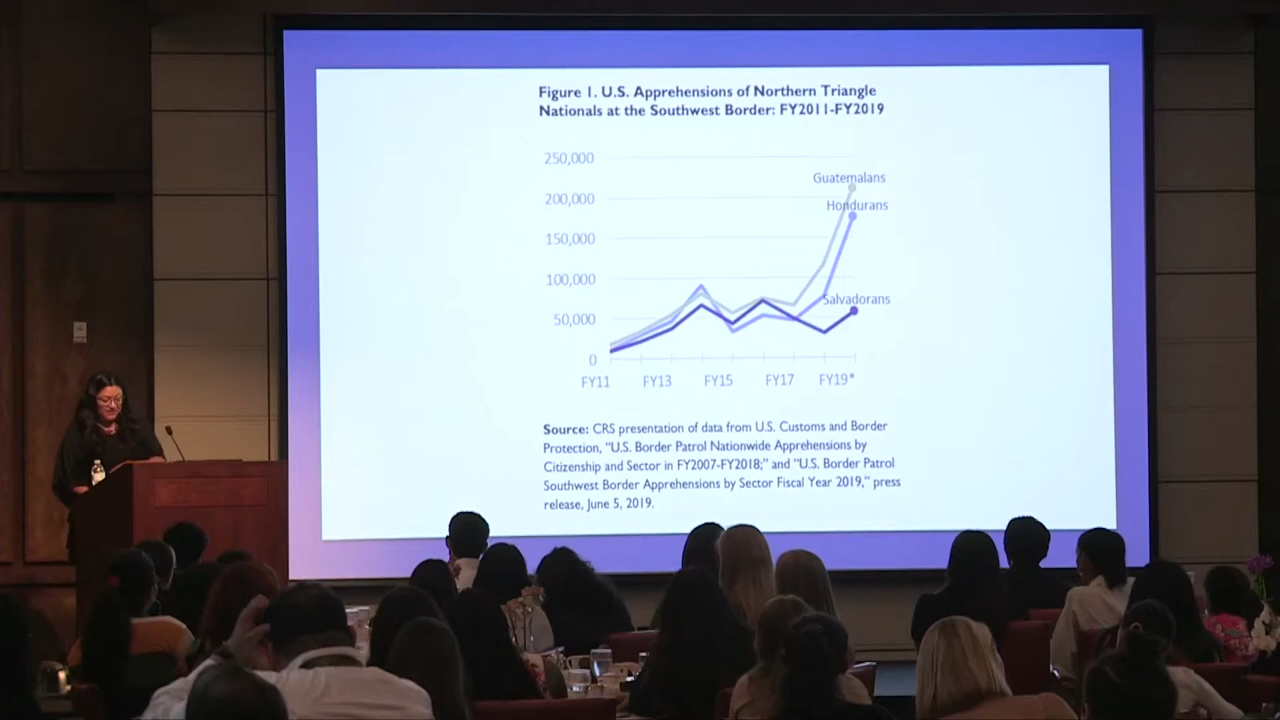 Figure 1. U.S. Apprehensions of Northern Triangle
Nationals at the Southwest Border: FY2011-FY2019
250,000
200,000
150,000
100,000
50,000
0
Guatemalans
Hondurans
Salvadorans
FY11
FY13
FY15
FY17
FY19*
Source: CRS presentation of data from U.S. Customs and Border
Protection, "U.S. Border Patrol Nationwide Apprehensions by
Citizenship and Sector in FY2007-FY2018;" and "U.S. Border Patrol
Southwest Border Apprehensions by Sector Fiscal Year 2019," press
release, June 5, 2019.